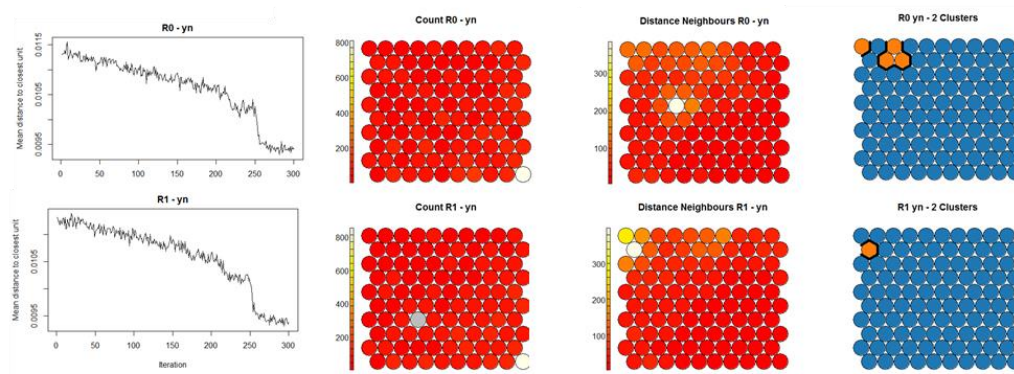 R0 - yn
Mean distance to closest unit
0.0115
0.0105
0.0095
0 50 100 150 200 250 300
Count R0 - yn
800
600
400
200
Distance Neighbours R0 - yn
300
200
100
R0 yn - 2 Clusters
R1 - yn
Mean distance to closest unit
0.0105
0.0095
0 50 100 150 200 250 300
Iteration
Count R1 - yn
800
600
400
200
Distance Neighbours R1 - yn
300
200
100
R1 yn - 2 Clusters